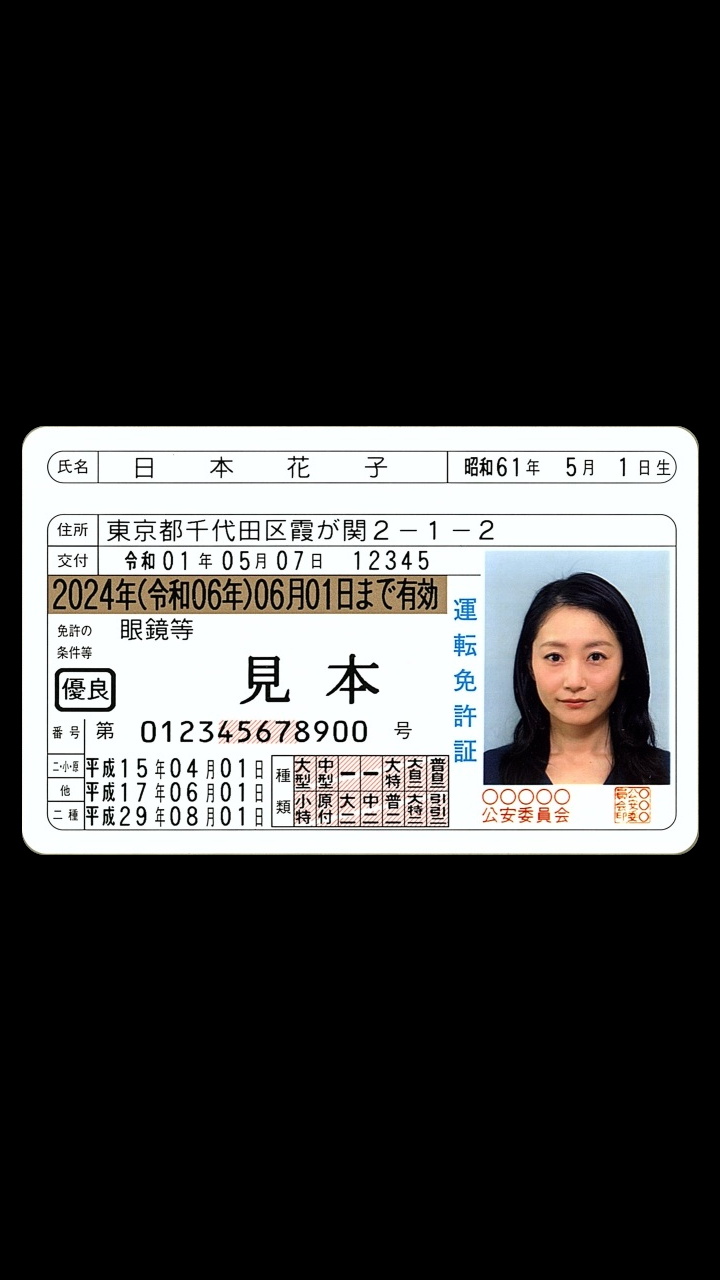 氏名 日本花子 昭和61年 5月 1日生
住所 東京都千代田区霞が関2-1-2
交付 令和01年05月07日 12345
2024年(令和06年)06月01日まで有効
免許の条件等 眼鏡等
見本
優良
番号 第 012345678900 号
二・小・原 平成15年04月01日
他 平成17年06月01日
二種 平成29年08月01日
種類 大型 中型 ー ー 大特 大自二 普自二
小特 原付 大二 中二 普二 大特二 引引二
運転免許証
○○○○○
公安委員会